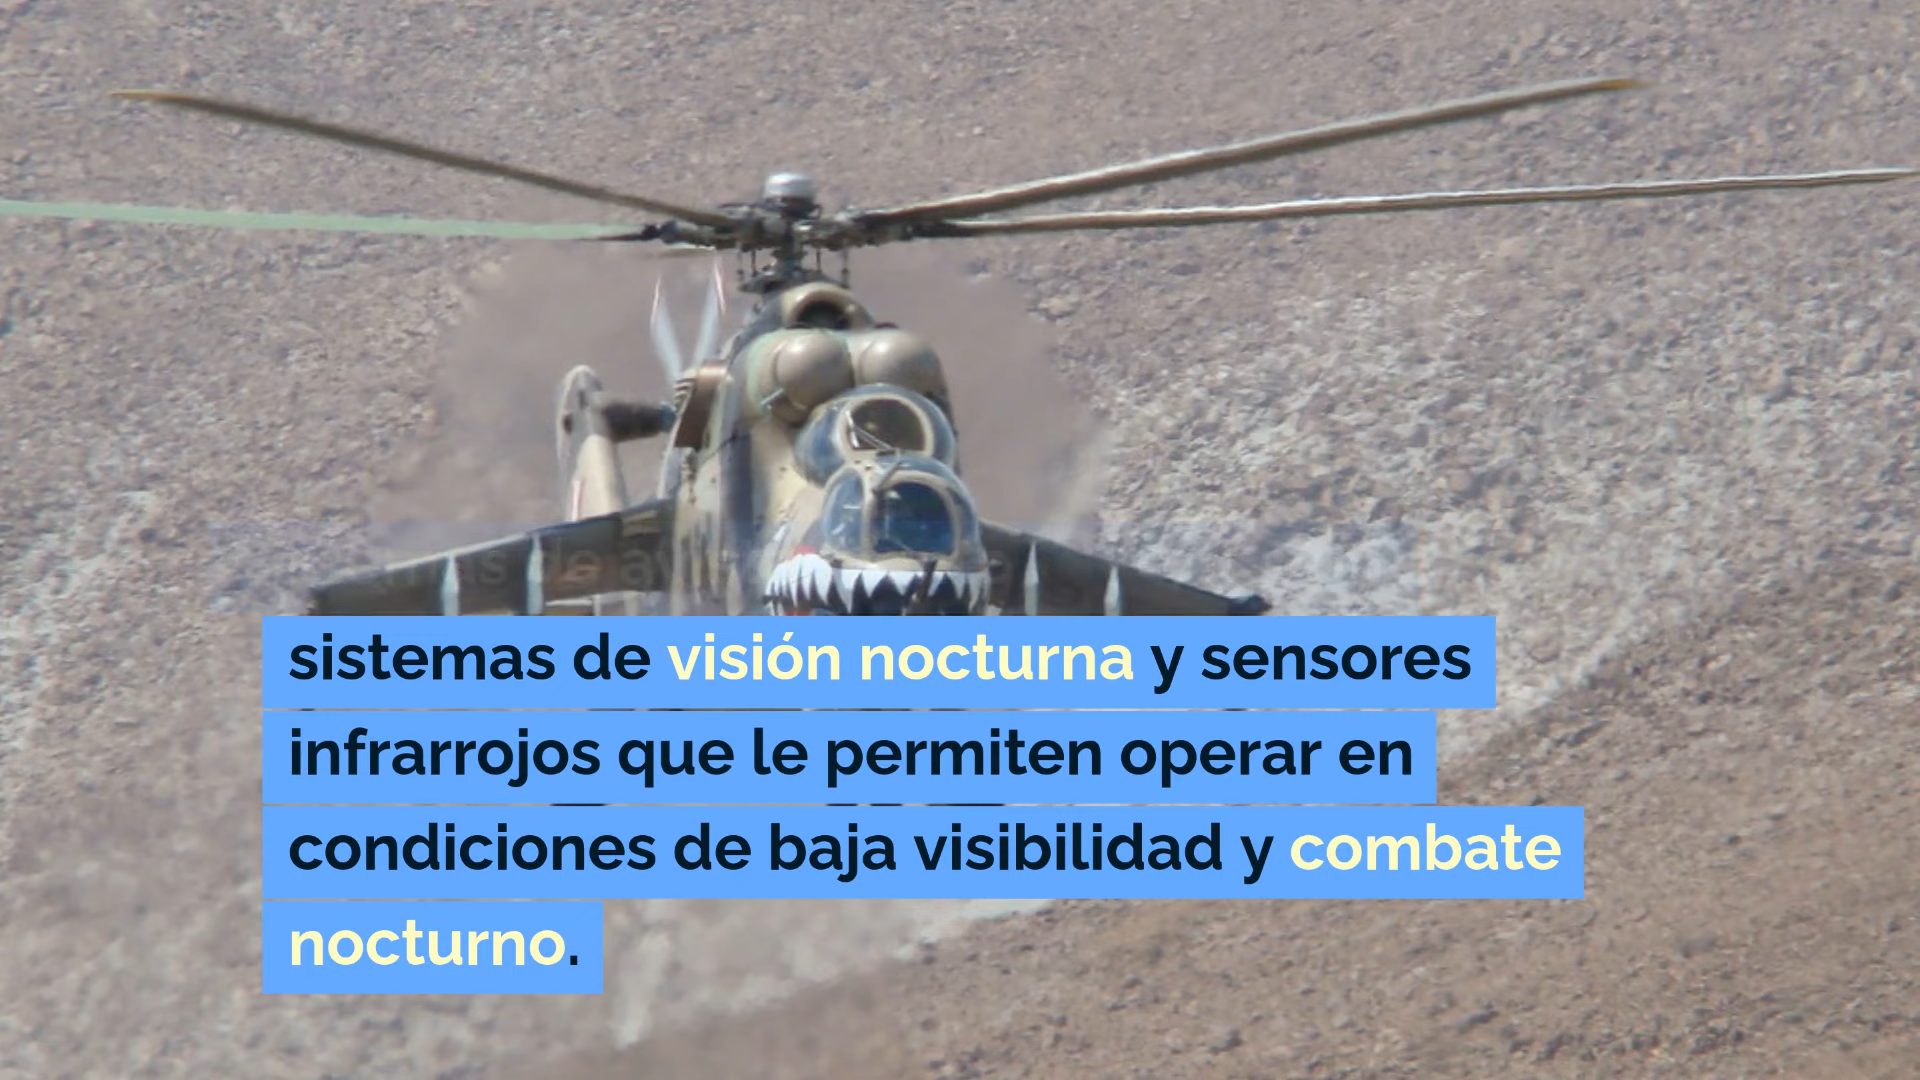 sistemas de visión nocturna y sensores
infrarrojos que le permiten operar en
condiciones de baja visibilidad y combate
nocturno.